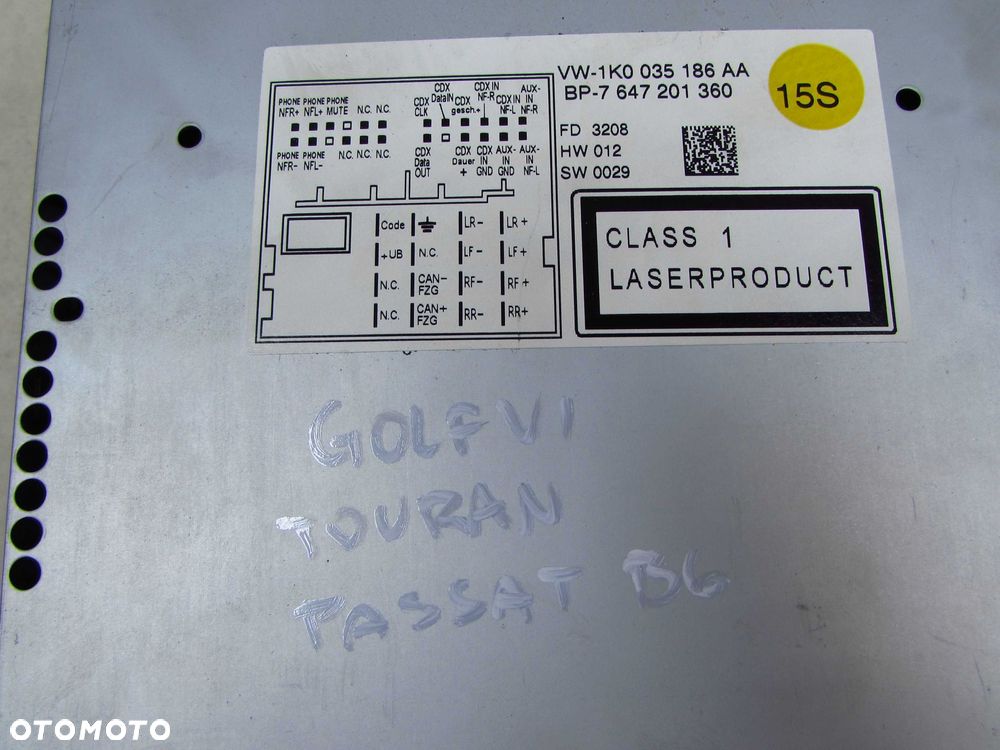 VW-1K0 035 186 AA
BP-7 647 201 360
15S
FD 3208
HW 012
SW 0029
CLASS 1
LASERPRODUCT
PHONE PHONE PHONE
NFR+ NFL+ MUTE N.C. N.C.
PHONE PHONE
NFR- NFL- N.C. N.C. N.C.
CDX CLK
CDX DataIN
CDX gesch.+
CDX IN NF-R
CDX IN NF-L
AUX- IN NF-R
CDX Data OUT
CDX Dauer +
CDX IN GND
AUX- IN GND
AUX- IN NF-L
Code LR- LR+
+UB N.C. LF- LF+
N.C. CAN- FZG RF- RF+
N.C. CAN+ FZG RR- RR+
GOLF VI
TOURAN
PASSAT B6
OTOMOTO